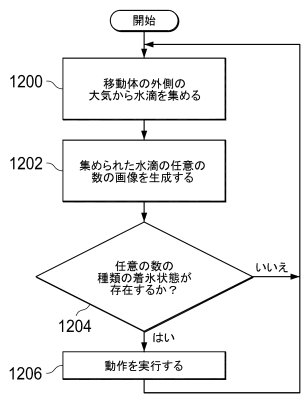 開始
1200
移動体の外側の
大気から水滴を集める
1202
集められた水滴の任意の
数の画像を生成する
任意の数の
種類の着氷状態が
存在するか?
いいえ
1204
はい
1206
動作を実行する